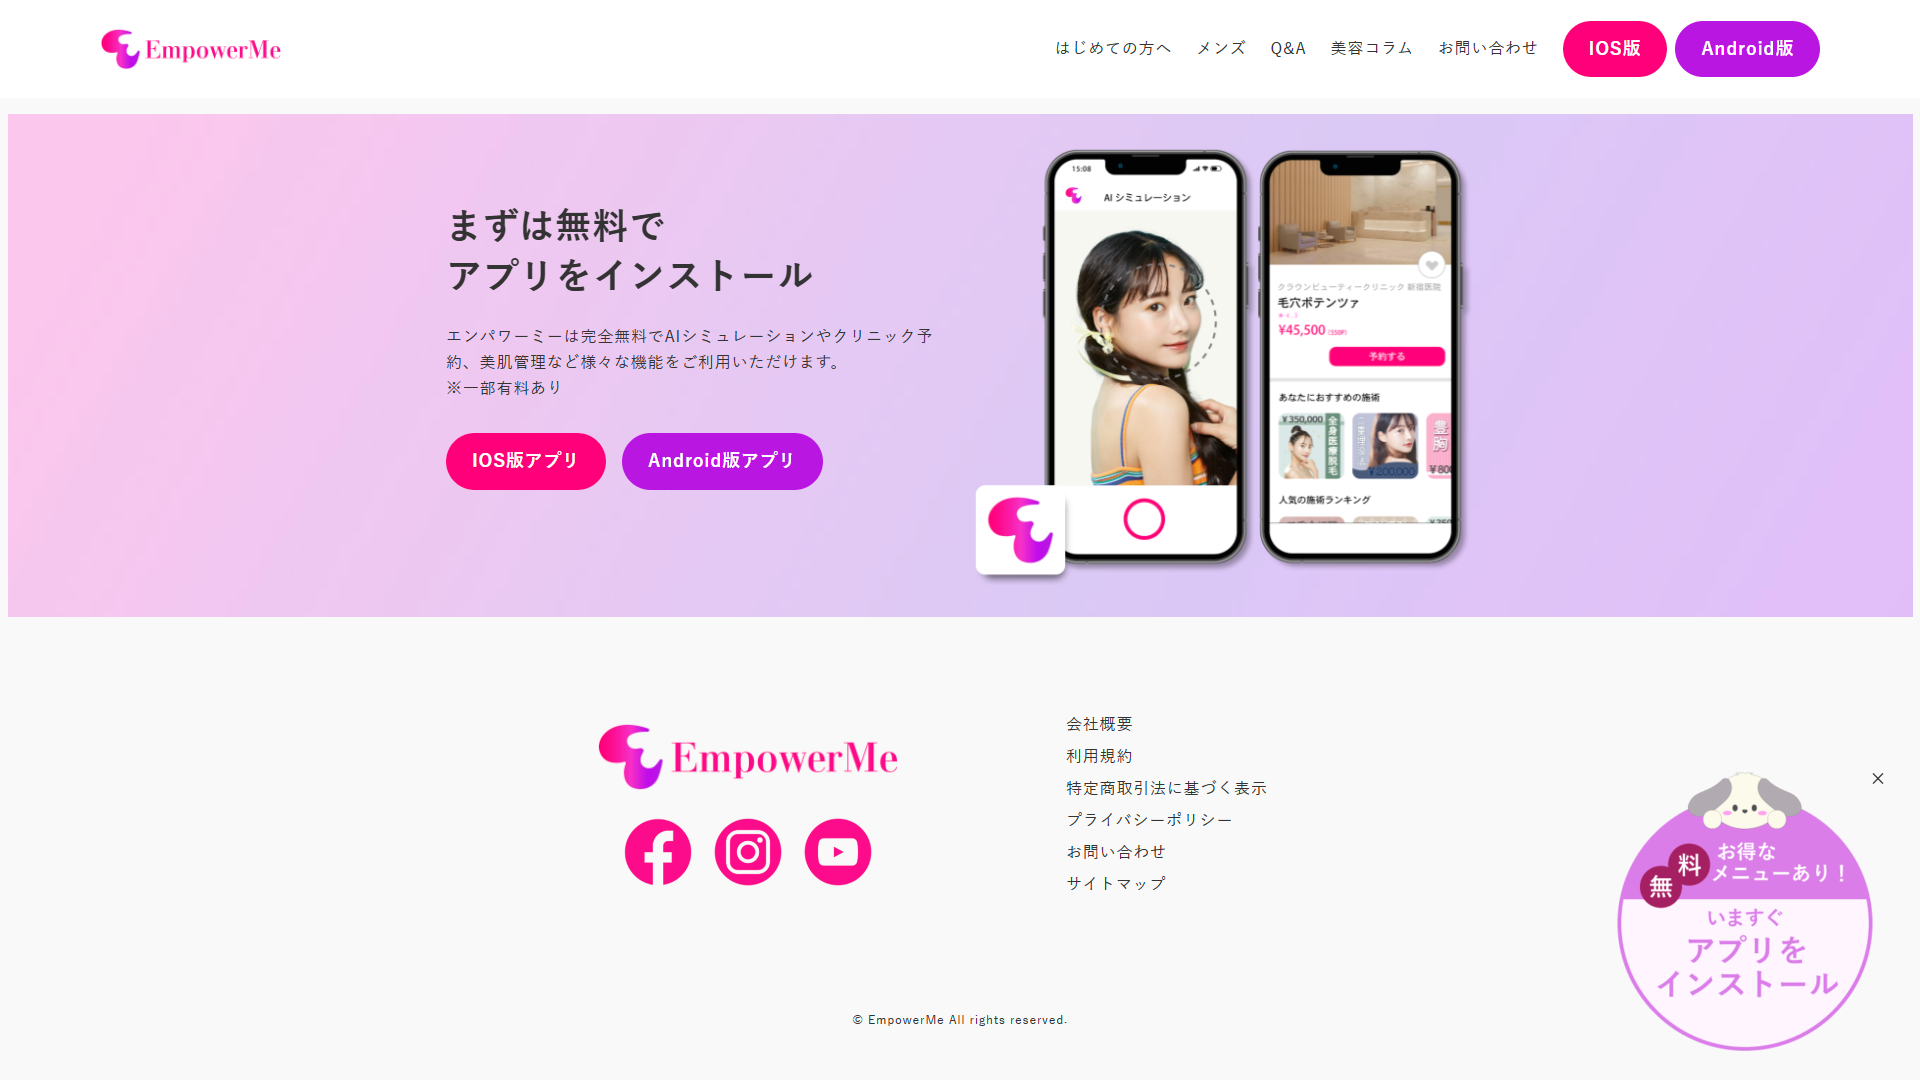 EmpowerMe
はじめての方へ
メンズ
Q&A
美容コラム
お問い合わせ
IOS版
Android版
まずは無料で
アプリをインストール
エンパワーミーは完全無料でAIシミュレーションやクリニック予
約、美肌管理など様々な機能をご利用いただけます。
※一部有料あり
IOS版アプリ
Android版アプリ
15:08
AI シミュレーション
クラウンビューティークリニック 新宿医院
毛穴ポテンツァ
¥45,500 (550P)
予約する
あなたにおすすめの施術
¥350,000
全身医療脱毛
¥200,000
豊胸
¥800
人気の施術ランキング
EmpowerMe
会社概要
利用規約
特定商取引法に基づく表示
プライバシーポリシー
お問い合わせ
サイトマップ
無料
お得な
メニューあり！
いますぐ
アプリを
インストール
© EmpowerMe All rights reserved.